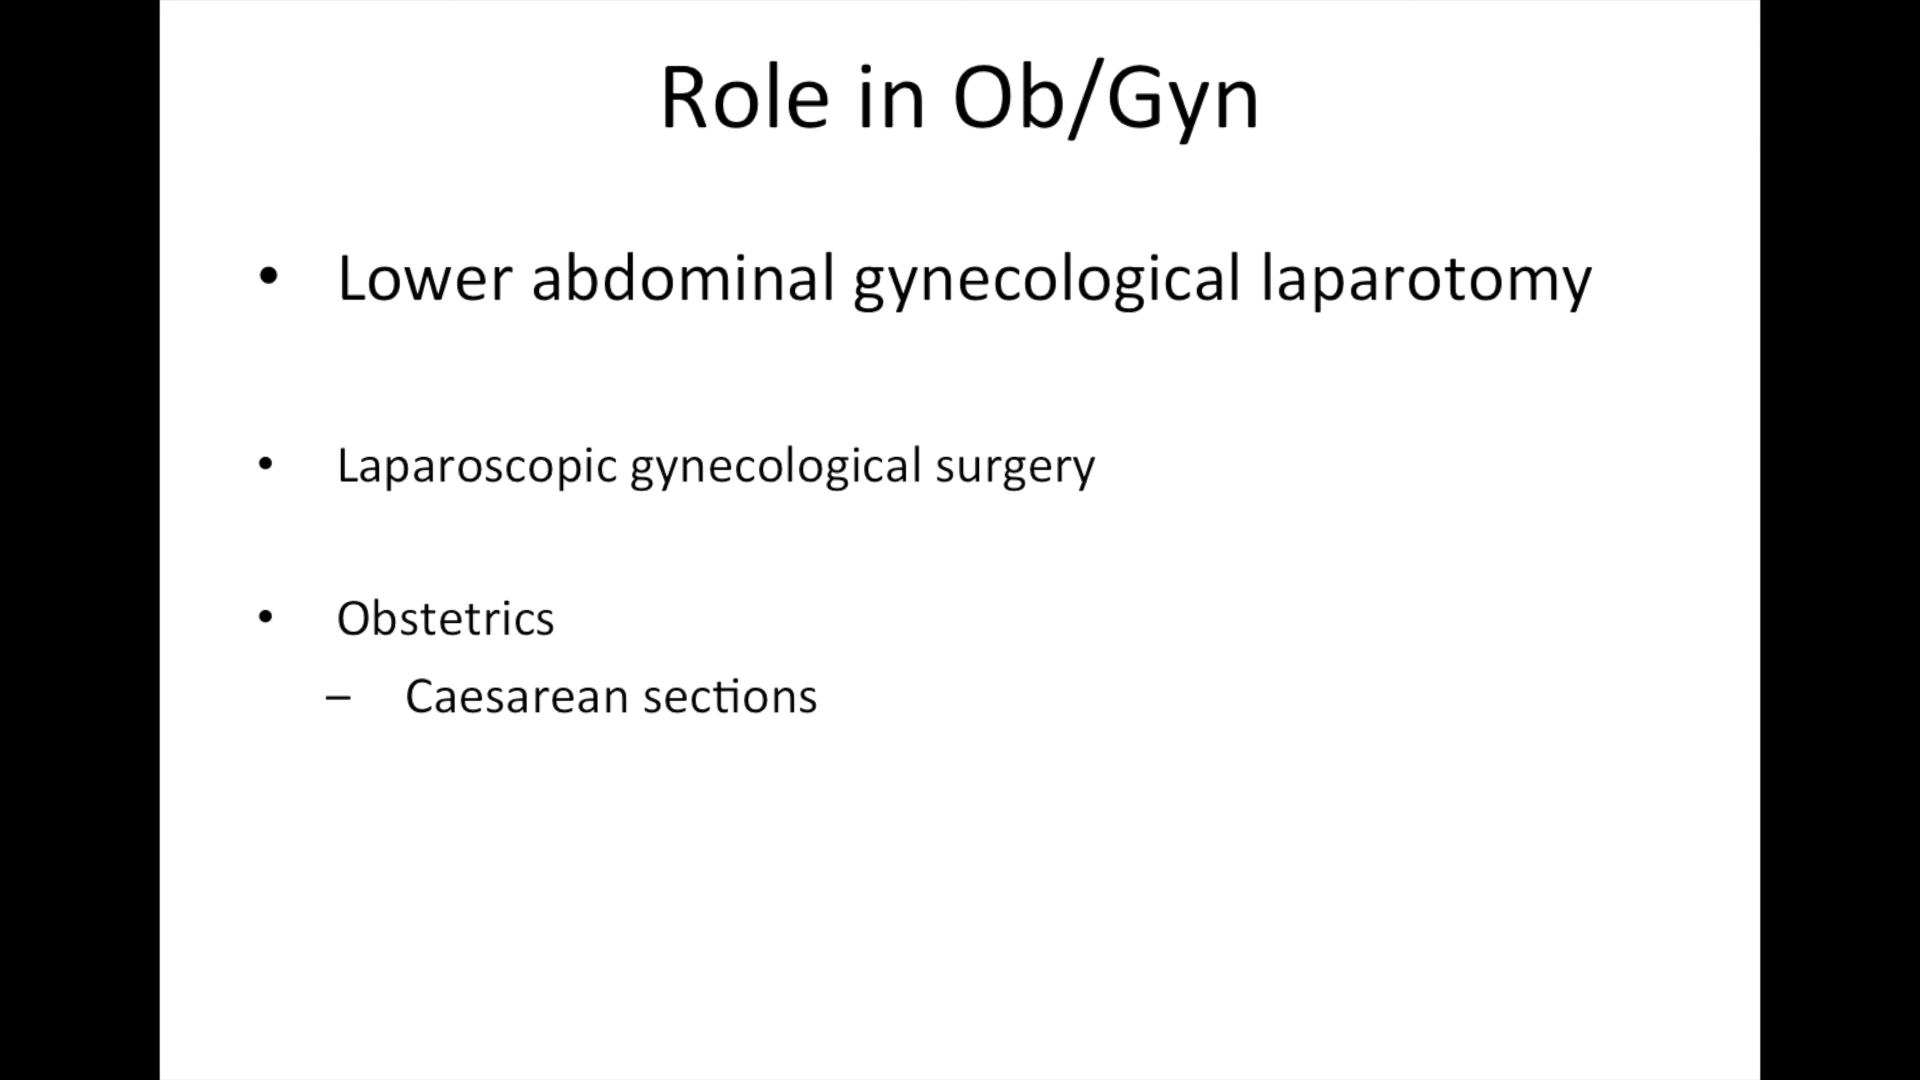 Role in Ob/Gyn
• Lower abdominal gynecological laparotomy
• Laparoscopic gynecological surgery
• Obstetrics
– Caesarean sections